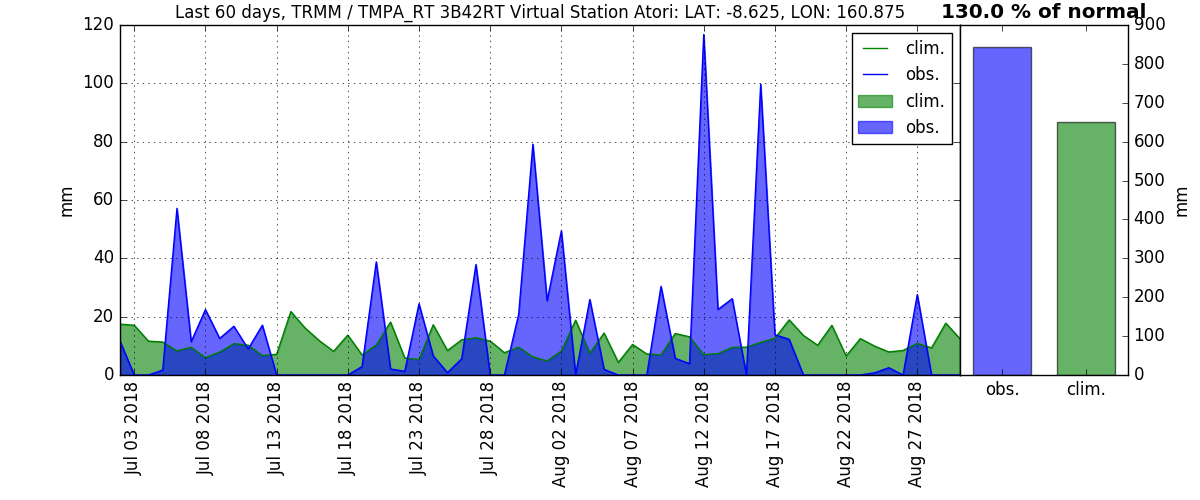 Last 60 days, TRMM / TMPA_RT 3B42RT Virtual Station Atori: LAT: -8.625, LON: 160.875
130.0 % of normal
120
100
80
60
40
20
0
mm
clim.
obs.
clim.
obs.
Jul 03 2018
Jul 08 2018
Jul 13 2018
Jul 18 2018
Jul 23 2018
Jul 28 2018
Aug 02 2018
Aug 07 2018
Aug 12 2018
Aug 17 2018
Aug 22 2018
Aug 27 2018
900
800
700
600
500
400
300
200
100
0
mm
obs.
clim.